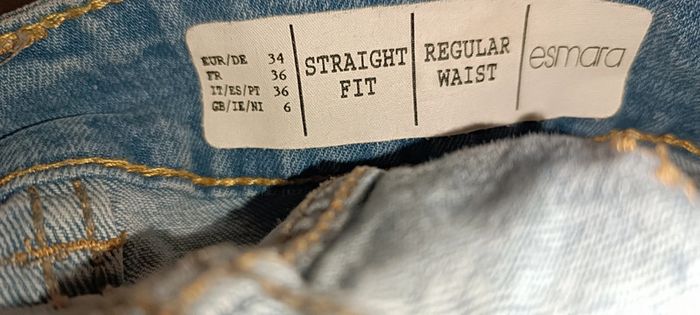 EUR/DE 34
FR 36
IT/ES/PT 36
GB/IE/NI 6
STRAIGHT
FIT
REGULAR
WAIST
esmara